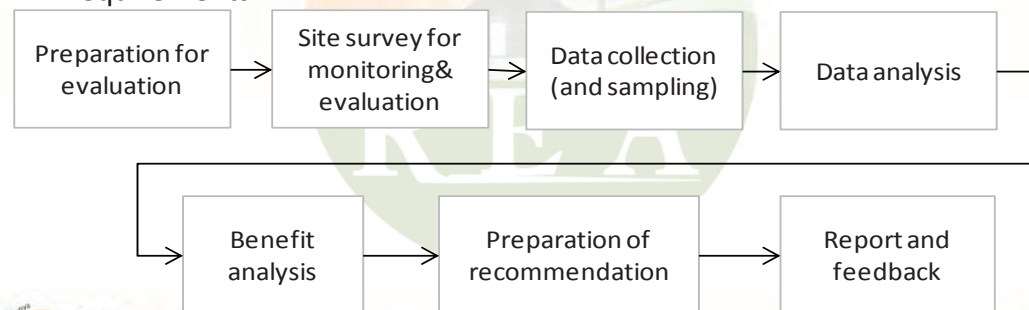 Preparation for
evaluation
Site survey for
monitoring&
evaluation
Data collection
(and sampling)
Data analysis
REA
Benefit
analysis
Preparation of
recommendation
Report and
feedback